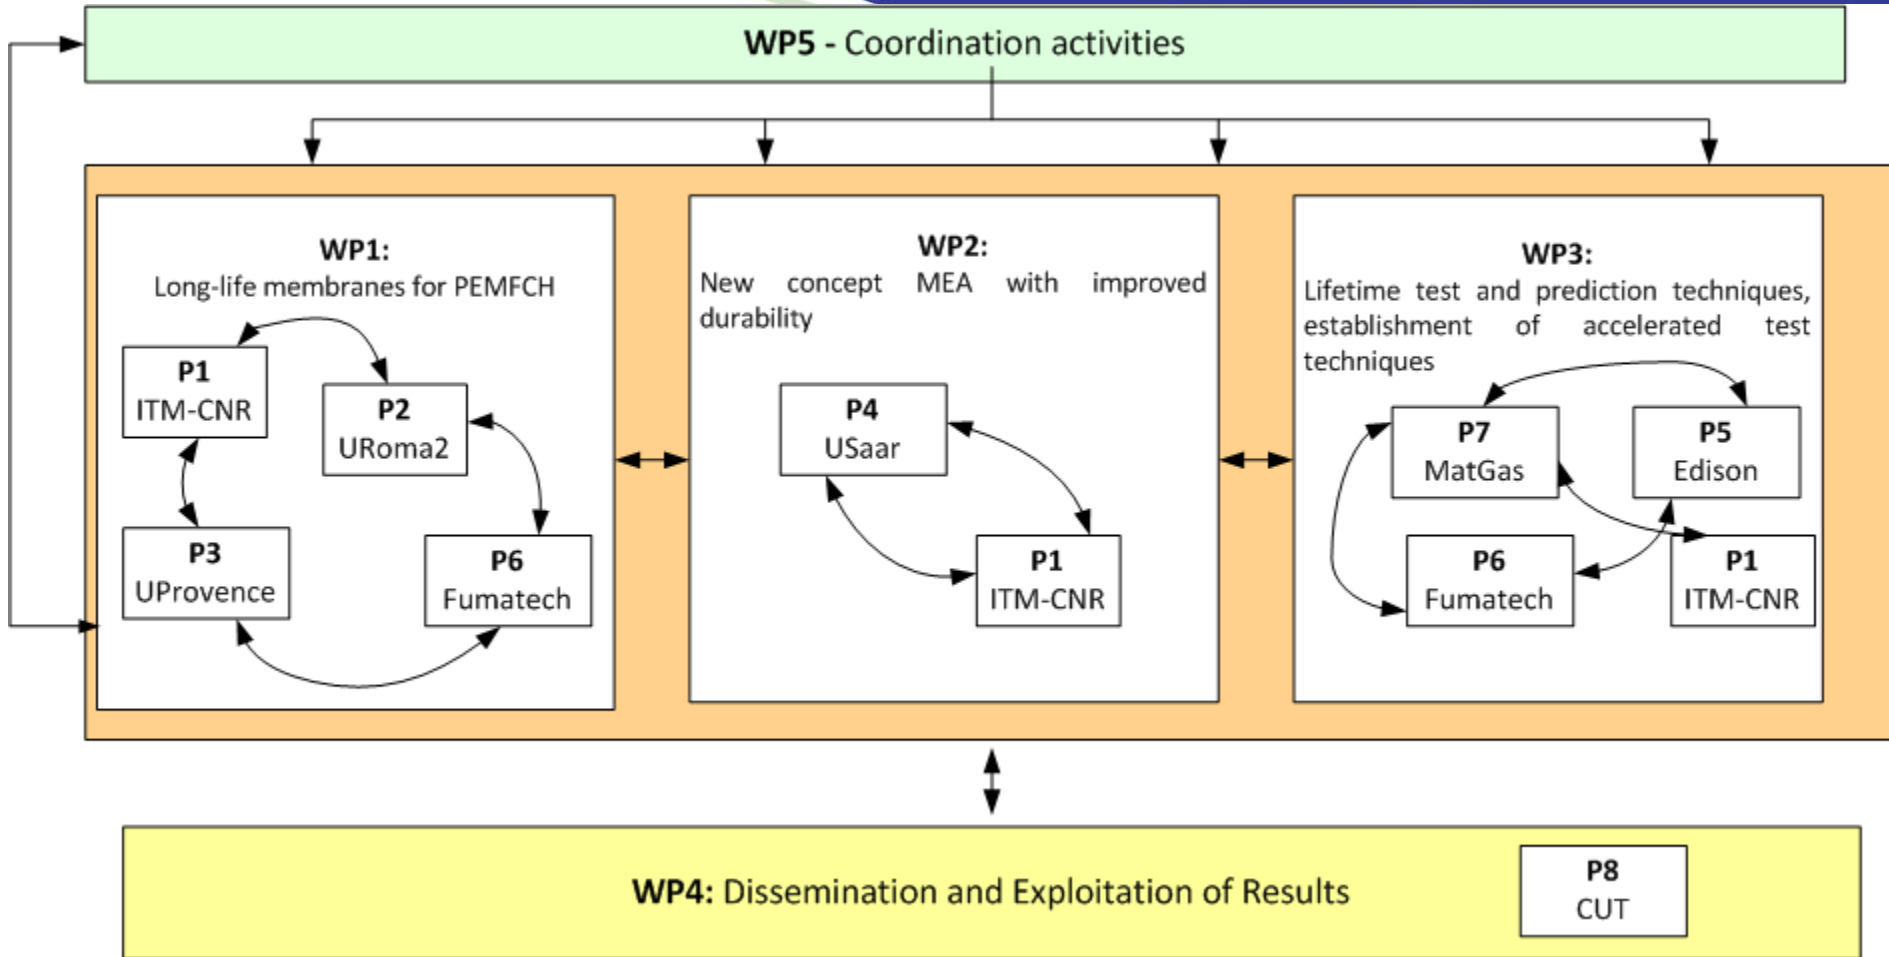 WP5 - Coordination activities
WP1:
Long-life membranes for PEMFCH
P1
ITM-CNR
P2
URoma2
P3
UProvence
P6
Fumatech
WP2:
New concept MEA with improved
durability
P4
USaar
P1
ITM-CNR
WP3:
Lifetime test and prediction techniques,
establishment of accelerated test
techniques
P7
MatGas
P5
Edison
P6
Fumatech
P1
ITM-CNR
WP4: Dissemination and Exploitation of Results
P8
CUT